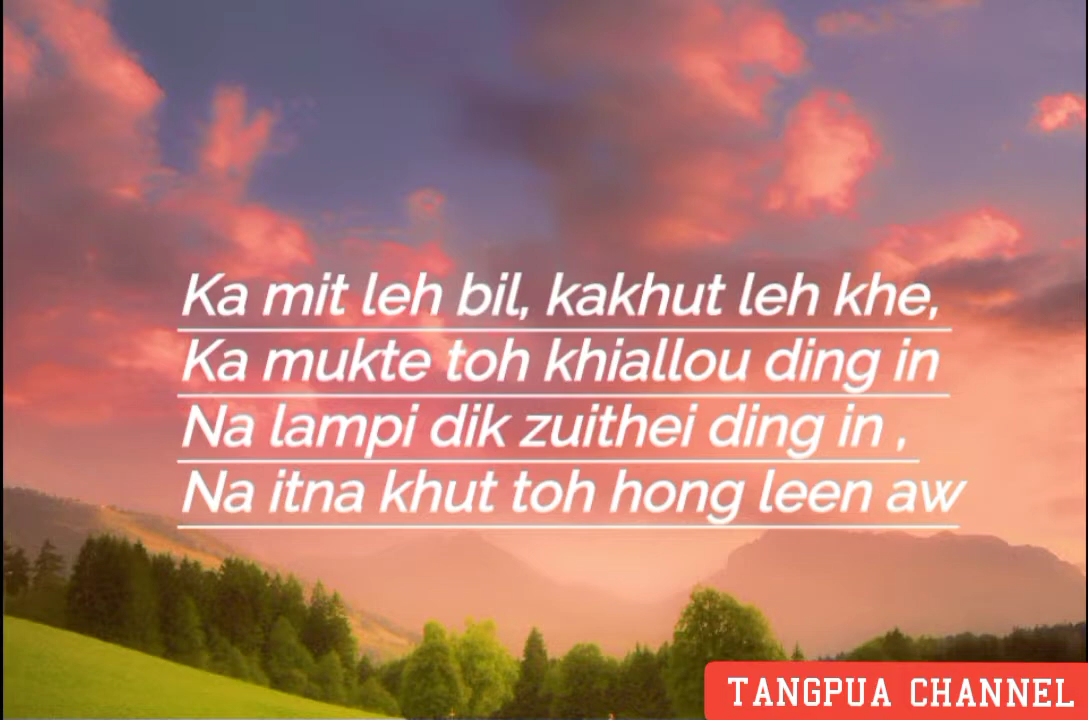 Ka mit leh bil, kakhut leh khe,
Ka mukte toh khiallou ding in
Na lampi dik zuithei ding in ,
Na itna khut toh hong leen aw
TANGPUA CHANNEL